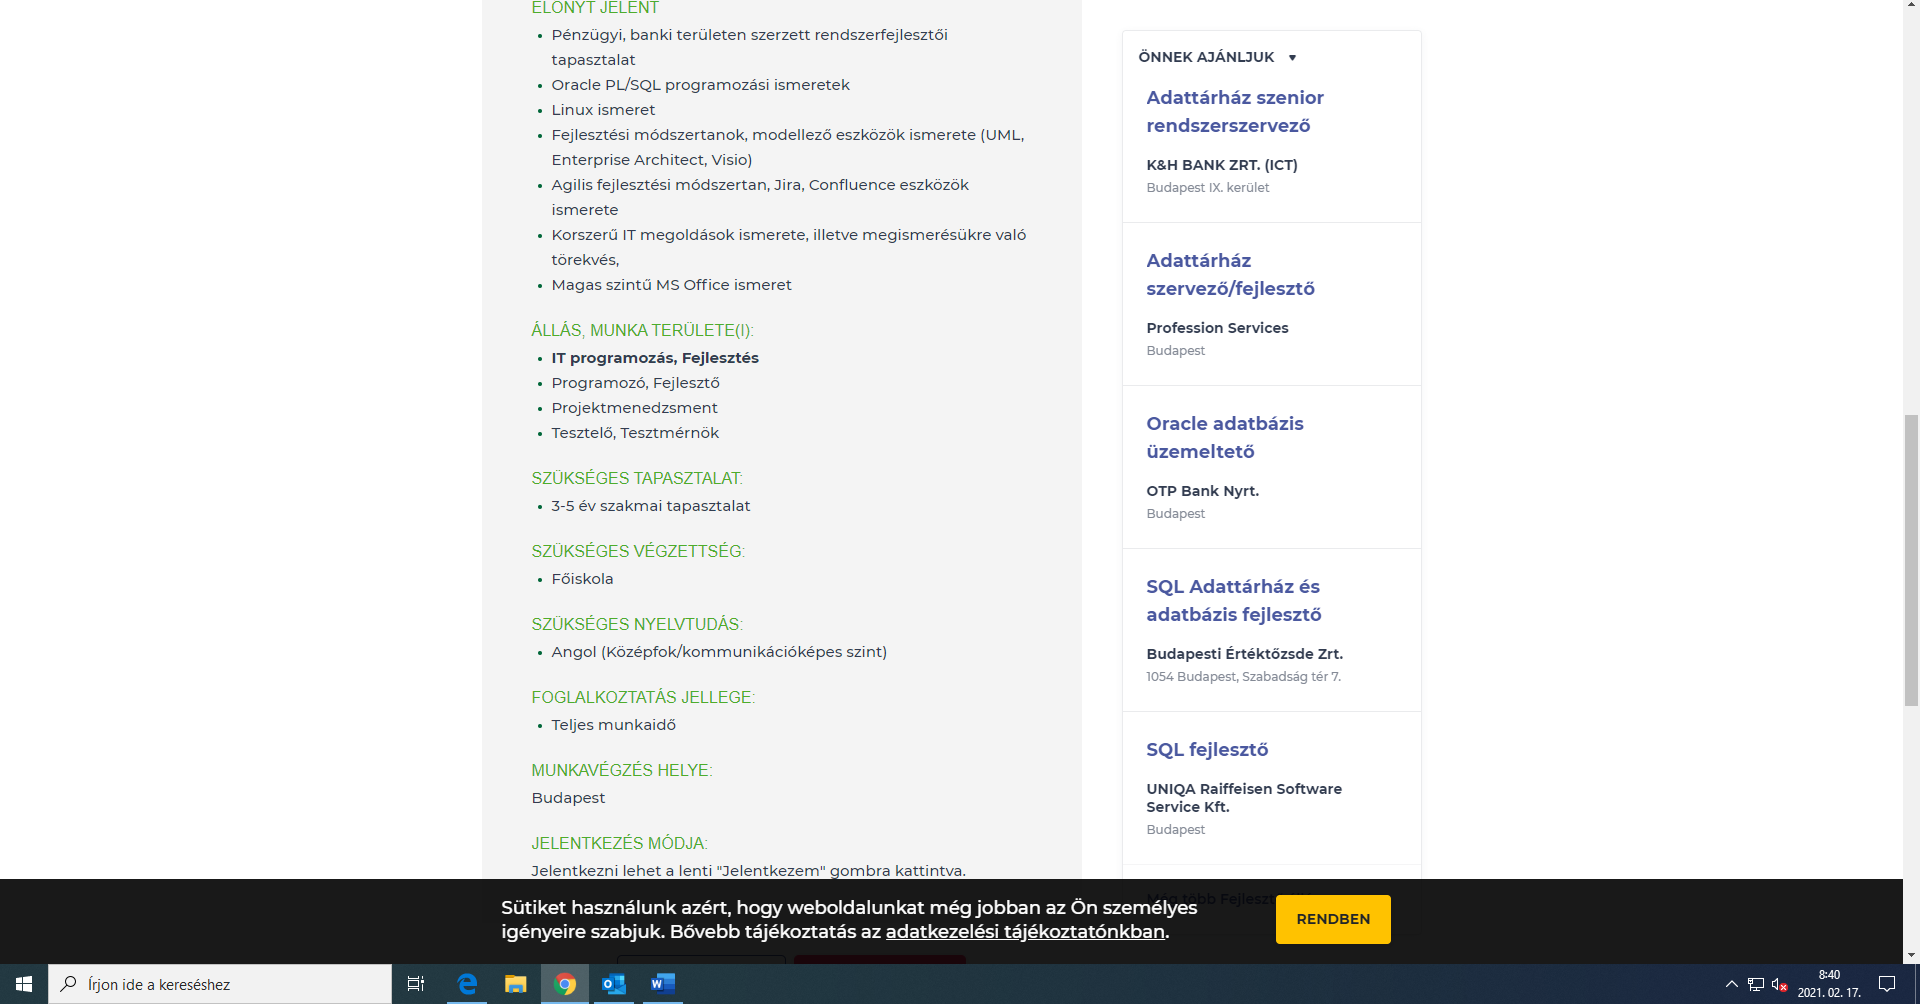 ELŐNYT JELENT
Pénzügyi, banki területen szerzett rendszerfejlesztői
tapasztalat
Oracle PL/SQL programozási ismeretek
Linux ismeret
Fejlesztési módszertanok, modellező eszközök ismerete (UML,
Enterprise Architect, Visio)
Agilis fejlesztési módszertan, Jira, Confluence eszközök
ismerete
Korszerű IT megoldások ismerete, illetve megismerésükre való
törekvés,
Magas szintű MS Office ismeret
ÁLLÁS, MUNKA TERÜLETE(I):
IT programozás, Fejlesztés
Programozó, Fejlesztő
Projektmenedzsment
Tesztelő, Tesztmérnök
SZÜKSÉGES TAPASZTALAT:
3-5 év szakmai tapasztalat
SZÜKSÉGES VÉGZETTSÉG:
Főiskola
SZÜKSÉGES NYELVTUDÁS:
Angol (Középfok/kommunikációképes szint)
FOGLALKOZTATÁS JELLEGE:
Teljes munkaidő
MUNKAVÉGZÉS HELYE:
Budapest
JELENTKEZÉS MÓDJA:
Jelentkezni lehet a lenti "Jelentkezem" gombra kattintva.
ÖNNEK AJÁNLJUK
Adattárház szenior
rendszerszervező
K&H BANK ZRT. (ICT)
Budapest IX. kerület
Adattárház
szervező/fejlesztő
Profession Services
Budapest
Oracle adatbázis
üzemeltető
OTP Bank Nyrt.
Budapest
SQL Adattárház és
adatbázis fejlesztő
Budapesti Értéktőzsde Zrt.
1054 Budapest, Szabadság tér 7.
SQL fejlesztő
UNIQA Raiffeisen Software
Service Kft.
Budapest
Sütiket használunk azért, hogy weboldalunkat még jobban az Ön személyes
igényeire szabjuk. Bővebb tájékoztatás az adatkezelési tájékoztatónkban.
RENDBEN
Írjon ide a kereséshez
8:40
2021. 02. 17.